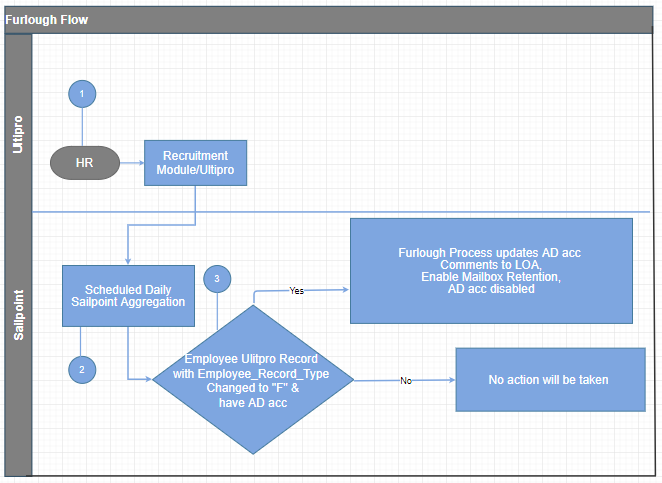 Furlough Flow
Ultipro
1
HR
Recruitment
Module/Ultipro
Sailpoint
Scheduled Daily
Sailpoint Aggregation
2
3
Employee Ulitpro Record
with Employee_Record_Type
Changed to "F" &
have AD acc
Yes
Furlough Process updates AD acc
Comments to LOA,
Enable Mailbox Retention,
AD acc disabled
No
No action will be taken